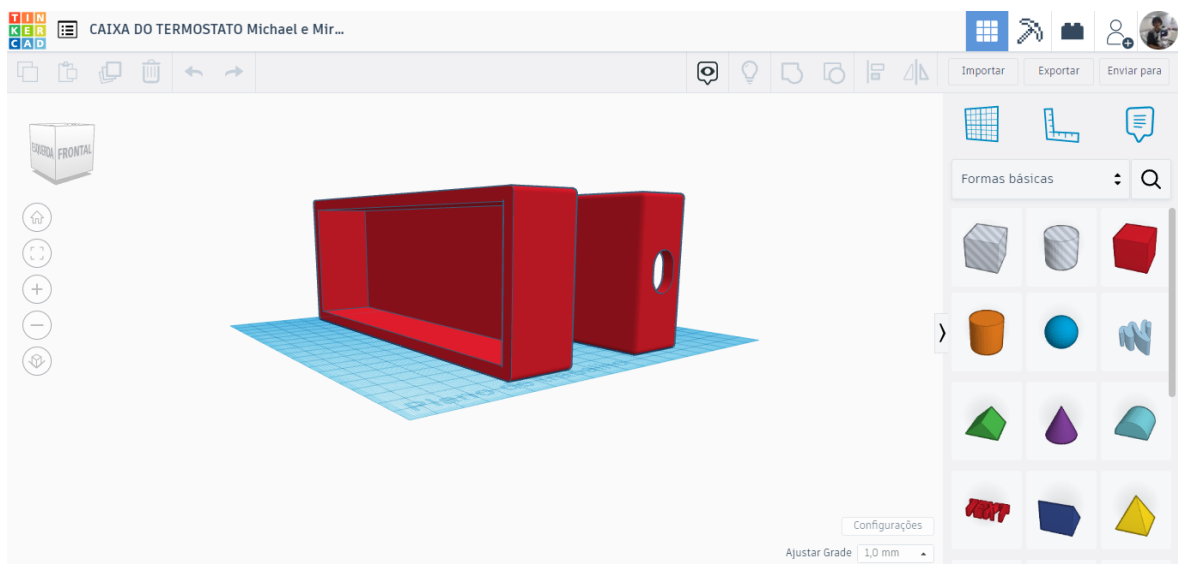 TIN
KER
CAD
CAIXA DO TERMOSTATO Michael e Mir...
Importar
Exportar
Enviar para
ESQUERDA
FRONTAL
Formas básicas
TEXT
Configurações
Ajustar Grade
1,0 mm